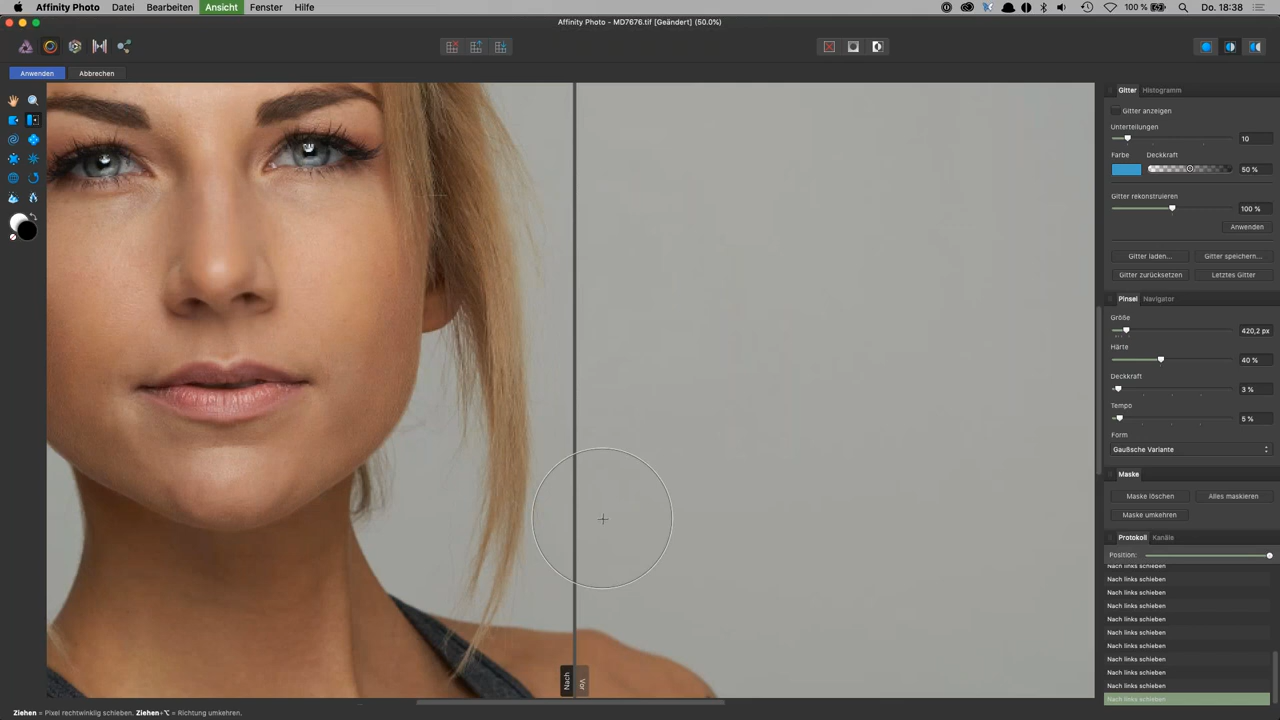 Affinity Photo Datei Bearbeiten Ansicht Fenster Hilfe 100 % Do. 18:38
Affinity Photo - MD7676.tif [Geändert] (50.0%)
Anwenden Abbrechen
Gitter Histogramm
Gitter anzeigen
Unterteilungen
10
Farbe Deckkraft
50 %
Gitter rekonstruieren
100 %
Anwenden
Gitter laden... Gitter speichern...
Gitter zurücksetzen Letztes Gitter
Pinsel Navigator
Größe
420,2 px
Härte
40 %
Deckkraft
3 %
Tempo
5 %
Form
Gaußsche Variante
Maske
Maske löschen Alles maskieren
Maske umkehren
Protokoll Kanäle
Position:
Nach links schieben
Nach links schieben
Nach links schieben
Nach links schieben
Nach links schieben
Nach links schieben
Nach links schieben
Nach links schieben
Nach links schieben
Nach links schieben
Nach links schieben
Nach Vor
Ziehen = Pixel rechtwinklig schieben. Ziehen+⌥ = Richtung umkehren.